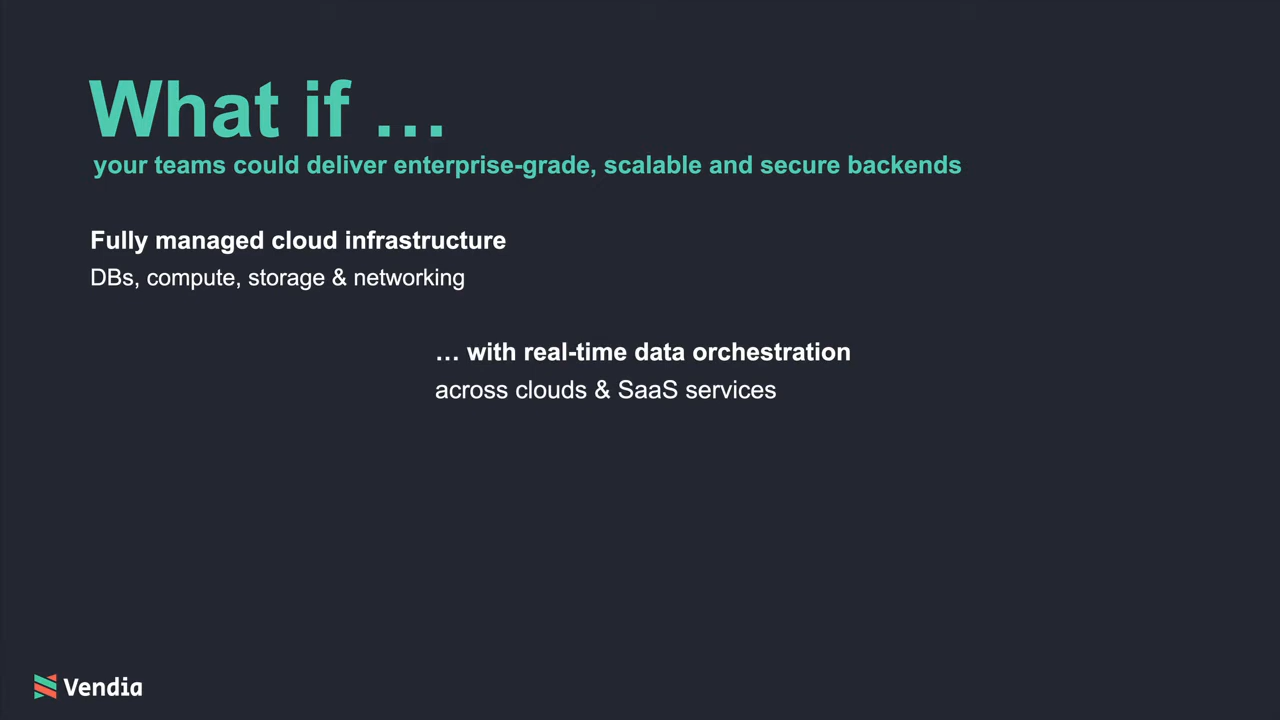 What if …
your teams could deliver enterprise-grade, scalable and secure backends
Fully managed cloud infrastructure
DBs, compute, storage & networking
… with real-time data orchestration
across clouds & SaaS services
Vendia